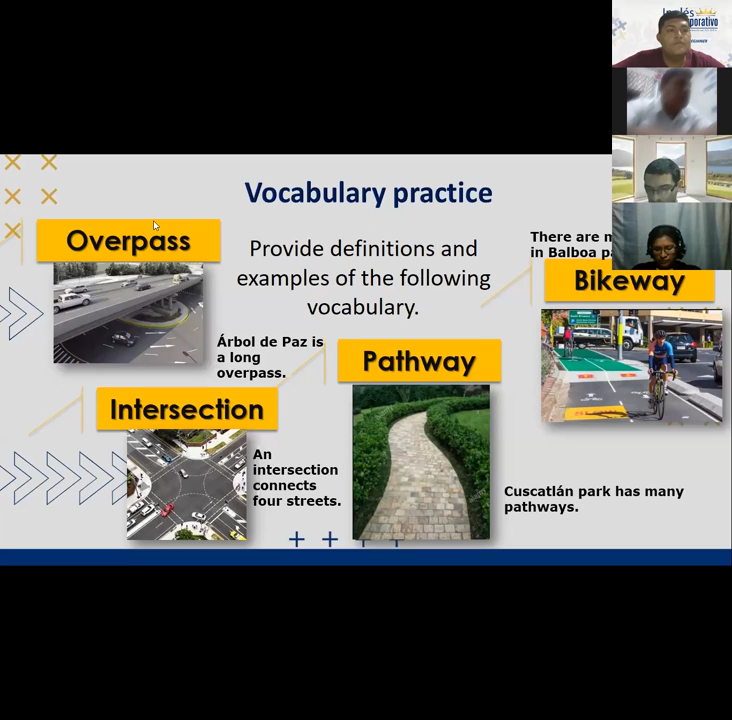 Vocabulary practice
Overpass
Provide definitions and
examples of the following
vocabulary.
There are
in Balboa
Bikeway
Árbol de Paz is
a long
overpass.
Pathway
Intersection
An
intersection
connects
four streets.
Cuscatlán park has many
pathways.